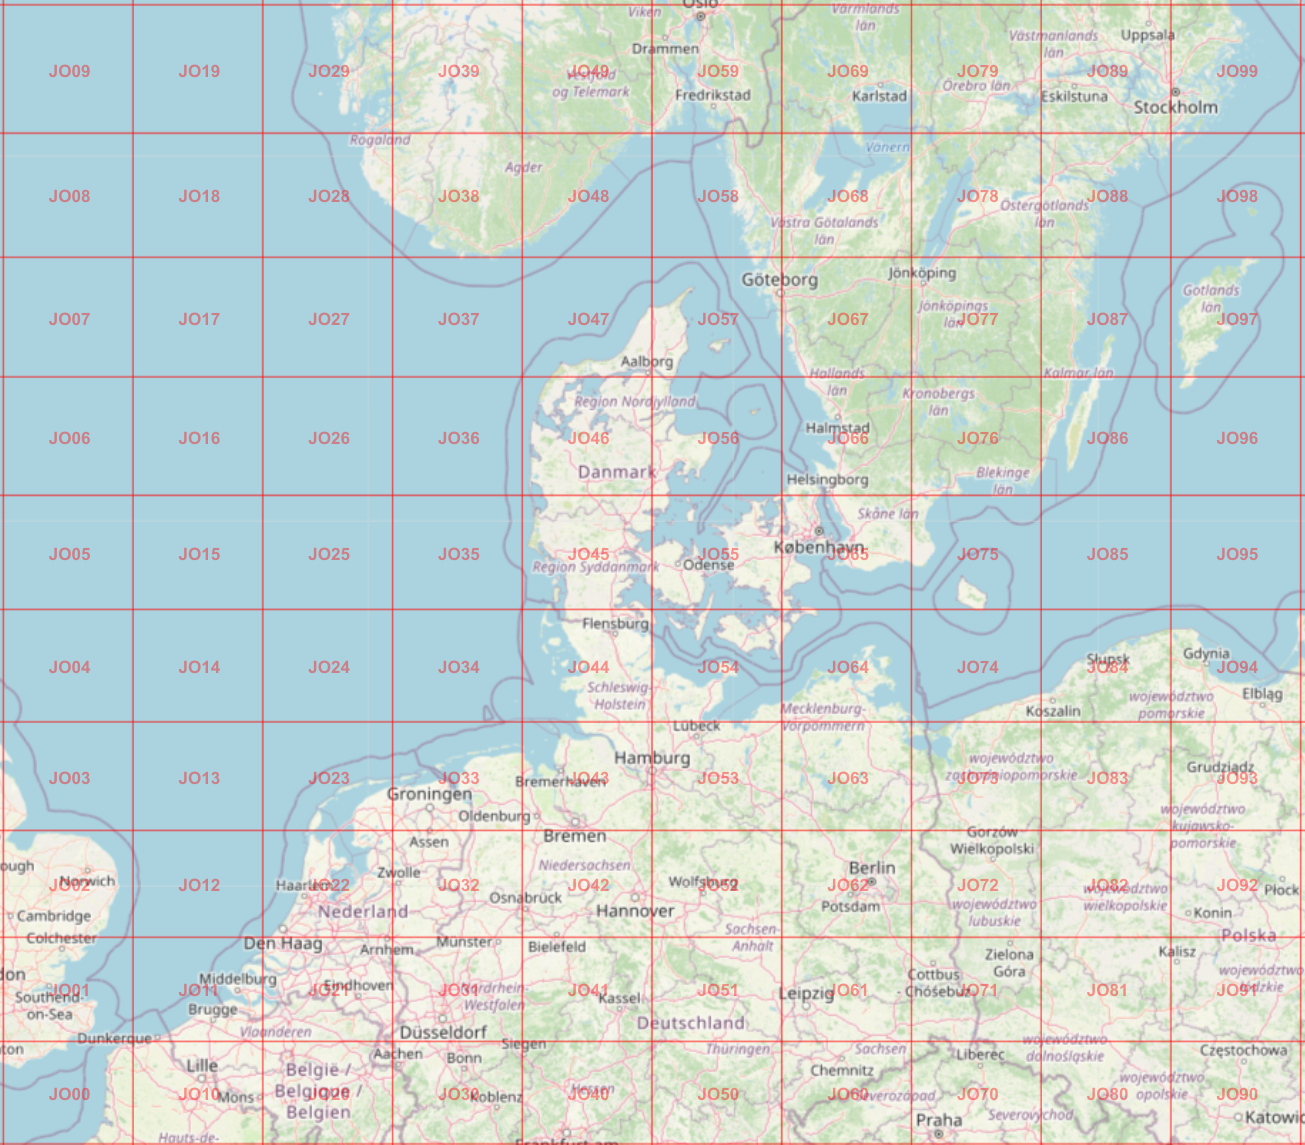 Oslo
Viken
Värmlands
län
Västmanlands
län
Uppsala
Drammen
JO09
JO19
JO29
JO39
JO49
Vestfold
og Telemark
JO59
JO69
JO79
JO89
JO99
Fredrikstad
Karlstad
Örebro län
Eskilstuna
Stockholm
Rogaland
Agder
Vänern
JO08
JO18
JO28
JO38
JO48
JO58
JO68
JO78
JO88
JO98
Västra Götalands
län
Östergötlands
län
Göteborg
Jönköping
Gotlands
län
Jönköpings
län
JO07
JO17
JO27
JO37
JO47
JO57
JO67
JO77
JO87
JO97
Aalborg
Hallands
län
Kalmar län
Kronobergs
län
Region Nordjylland
Halmstad
JO06
JO16
JO26
JO36
JO46
JO56
JO66
JO76
JO86
JO96
Danmark
Helsingborg
Blekinge
län
Skåne län
København
JO05
JO15
JO25
JO35
JO45
JO55
JO65
JO75
JO85
JO95
Region Syddanmark
Odense
Flensburg
Słupsk
Gdynia
JO04
JO14
JO24
JO34
JO44
JO54
JO64
JO74
JO84
JO94
Schleswig-
Holstein
Mecklenburg-
Vorpommern
Koszalin
województwo
pomorskie
Elbląg
Lübeck
Hamburg
województwo
zachodniopomorskie
Grudziądz
JO03
JO13
JO23
JO33
JO43
JO53
JO63
JO73
JO83
JO93
Bremerhaven
Groningen
Oldenburg
Bremen
województwo
kujawsko-
pomorskie
Assen
Gorzów
Wielkopolski
ough
Norwich
Zwolle
Niedersachsen
Berlin
Haarlem
Wolfsburg
JO02
JO12
JO22
JO32
JO42
JO52
JO62
JO72
JO82
JO92
Płock
Osnabrück
Potsdam
województwo
lubuskie
województwo
wielkopolskie
Cambridge
Nederland
Hannover
Konin
Colchester
Den Haag
Arnhem
Münster
Bielefeld
Sachsen-
Anhalt
Polska
Zielona
Góra
Kalisz
don
Middelburg
Eindhoven
Cottbus
- Chóśebuz
województwo
łódzkie
JO01
JO11
JO21
JO31
JO41
JO51
JO61
JO71
JO81
JO91
Southend-
on-Sea
Brugge
Nordrhein-
Westfalen
Kassel
Leipzig
Vlaanderen
Düsseldorf
Deutschland
Dunkerque
ton
Aachen
Siegen
Thüringen
Sachsen
Liberec
województwo
dolnośląskie
Częstochowa
Lille
Bonn
Chemnitz
België /
Belgique /
Belgien
województwo
opolskie
JO00
JO10
JO20
JO30
JO40
JO50
JO60
JO70
JO80
JO90
Mons
Koblenz
Hessen
Severozápad
Severovýchod
Praha
Katowic
Hauts-de-
Frankfurt am